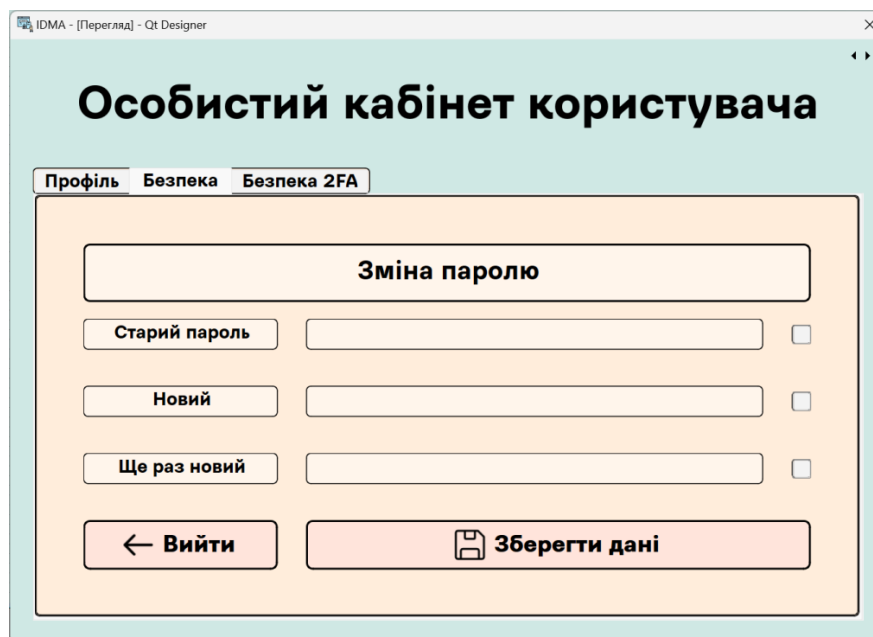 IDMA - [Перегляд] - Qt Designer
Особистий кабінет користувача
Профіль Безпека Безпека 2FA
Зміна паролю
Старий пароль
Новий
Ще раз новий
Вийти Зберегти дані